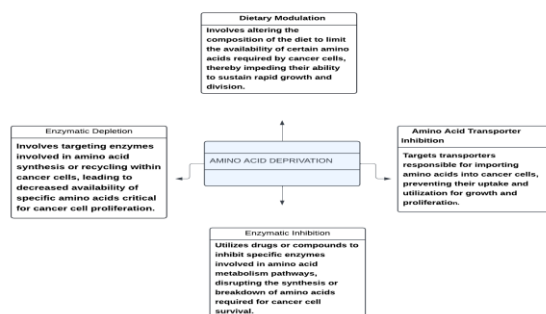 Dietary Modulation
Involves altering the
composition of the diet to limit
the availability of certain amino
acids required by cancer cells,
thereby impeding their ability
to sustain rapid growth and
division.
Enzymatic Depletion
Involves targeting enzymes
involved in amino acid
synthesis or recycling within
cancer cells, leading to
decreased availability of
specific amino acids critical
for cancer cell proliferation.
AMINO ACID DEPRIVATION
Amino Acid Transporter
Inhibition
Targets transporters
responsible for importing
amino acids into cancer cells,
preventing their uptake and
utilization for growth and
proliferation.
Enzymatic Inhibition
Utilizes drugs or compounds to
inhibit specific enzymes
involved in amino acid
metabolism pathways,
disrupting the synthesis or
breakdown of amino acids
required for cancer cell
survival.